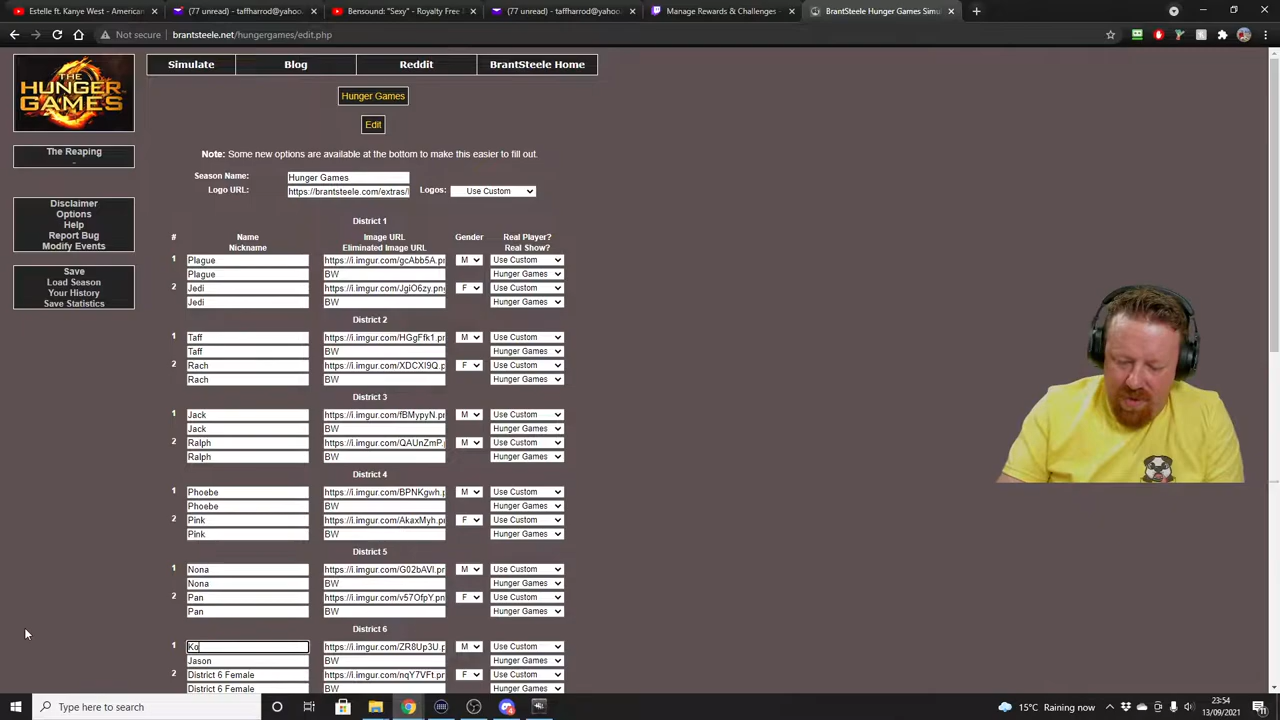 Estelle ft. Kanye West - American
(77 unread) - taffharrod@yahoo
Bensound: "Sexy" - Royalty Free
(77 unread) - taffharrod@yahoo
Manage Rewards & Challenges
BrantSteele Hunger Games Simu
Not secure | brantsteele.net/hungergames/edit.php
THE HUNGER GAMES
Simulate Blog Reddit BrantSteele Home
Hunger Games
Edit
The Reaping
-
Disclaimer
Options
Help
Report Bug
Modify Events
Save
Load Season
Your History
Save Statistics
Note: Some new options are available at the bottom to make this easier to fill out.
Season Name: Hunger Games
Logo URL: https://brantsteele.com/extras/l Logos: Use Custom
District 1
# Name Image URL Gender Real Player?
Nickname Eliminated Image URL Real Show?
1 Plague https://i.imgur.com/gcAbb5A.pn M Use Custom
Plague BW Hunger Games
2 Jedi https://i.imgur.com/JgiO6zy.png F Use Custom
Jedi BW Hunger Games
District 2
1 Taff https://i.imgur.com/HGgFfk1.pn M Use Custom
Taff BW Hunger Games
2 Rach https://i.imgur.com/XDCXI9Q.p F Use Custom
Rach BW Hunger Games
District 3
1 Jack https://i.imgur.com/fBMypyN.pn M Use Custom
Jack BW Hunger Games
2 Ralph https://i.imgur.com/QAUnZmP.p M Use Custom
Ralph BW Hunger Games
District 4
1 Phoebe https://i.imgur.com/BPNKgwh.p M Use Custom
Phoebe BW Hunger Games
2 Pink https://i.imgur.com/AkaxMyh.pn F Use Custom
Pink BW Hunger Games
District 5
1 Nona https://i.imgur.com/G02bAVl.pn M Use Custom
Nona BW Hunger Games
2 Pan https://i.imgur.com/v57OfpY.pn F Use Custom
Pan BW Hunger Games
District 6
1 Ko https://i.imgur.com/ZR8Up3U.p M Use Custom
Jason BW Hunger Games
2 District 6 Female https://i.imgur.com/nqY7VFt.pn F Use Custom
District 6 Female BW Hunger Games
Type here to search
15°C Raining now
23:54
13/09/2021